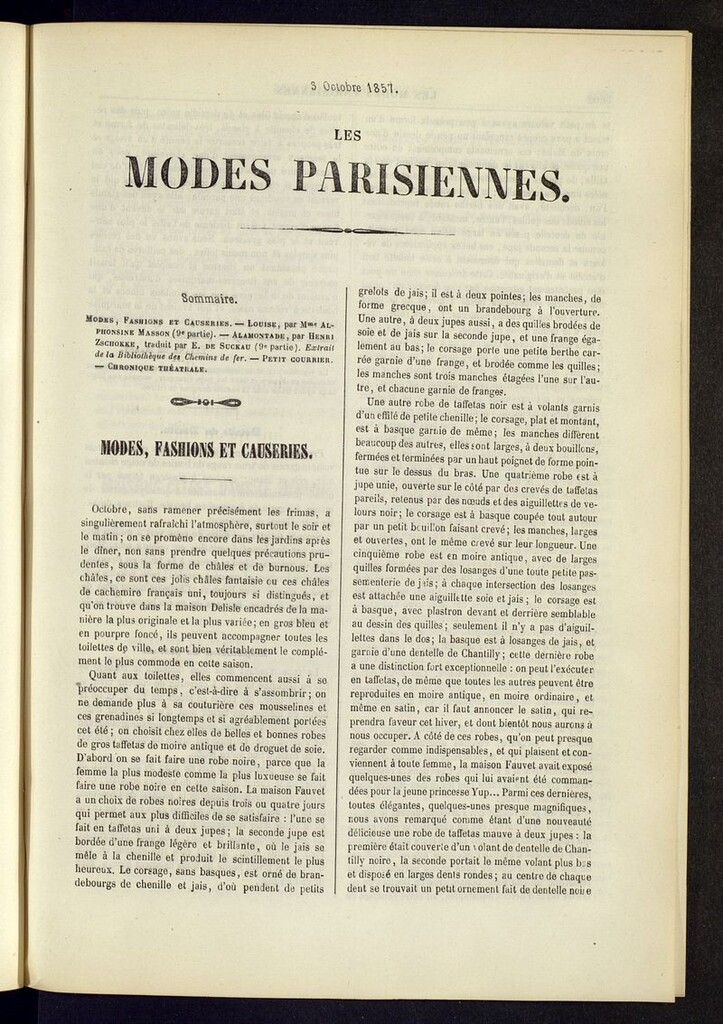 3 Octobre 1857.
LES
MODES PARISIENNES.
Sommaire.
MODES, FASHIONS ET CAUSERIES. — LOUISE, par Mme AL-
PHONSINE MASSON (9e partie). — ALAMONTADE, par HENRI
ZSCHOKKE, traduit par E. DE SUCKAU (9e partie). Extrait
de la Bibliothèque des Chemins de fer. — PETIT COURRIER.
— CHRONIQUE THÉATRALE.
MODES, FASHIONS ET CAUSERIES.
Octobre, sans ramener précisément les frimas, a
singulièrement rafraîchi l'atmosphère, surtout le soir et
le matin ; on se promène encore dans les jardins après
le dîner, non sans prendre quelques précautions pru-
dentes, sous la forme de châles et de burnous. Les
châles, ce sont ces jolis châles fantaisie ou ces châles
de cachemire français uni, toujours si distingués, et
qu'on trouve dans la maison Delisle encadrés de la ma-
nière la plus originale et la plus variée; en gros bleu et
en pourpre foncé, ils peuvent accompagner toutes les
toilettes de ville, et sont bien véritablement le complé-
ment le plus commode en cette saison.
Quant aux toilettes, elles commencent aussi à se
préoccuper du temps, c'est-à-dire à s'assombrir; on
ne demande plus à sa couturière ces mousselines et
ces grenadines si longtemps et si agréablement portées
cet été ; on choisit chez elles de belles et bonnes robes
de gros taffetas de moire antique et de droguet de soie.
D'abord on se fait faire une robe noire, parce que la
femme la plus modeste comme la plus luxueuse se fait
faire une robe noire en cette saison. La maison Fauvet
a un choix de robes noires depuis trois ou quatre jours
qui permet aux plus difficiles de se satisfaire : l'une se
fait en taffetas uni à deux jupes; la seconde jupe est
bordée d'une frange légère et brillante, où le jais se
mêle à la chenille et produit le scintillement le plus
heureux. Le corsage, sans basques, est orné de bran-
debourgs de chenille et jais, d'où pendent de petits
grelots de jais; il est à deux pointes; les manches, de
forme grecque, ont un brandebourg à l'ouverture.
Une autre, à deux jupes aussi, a des quilles brodées de
soie et de jais sur la seconde jupe, et une frange éga-
lement au bas; le corsage porte une petite berthe car-
rée garnie d'une frange, et brodée comme les quilles;
les manches sont trois manches étagées l'une sur l'au-
tre, et chacune garnie de franges.
Une autre robe de taffetas noir est à volants garnis
d'un effilé de petite chenille; le corsage, plat et montant,
est à basque garnie de même; les manches diffèrent
beaucoup des autres, elles sont larges, à deux bouillons,
fermées et terminées par un haut poignet de forme poin-
tue sur le dessus du bras. Une quatrième robe est à
jupe unie, ouverte sur le côté par des crevés de taffetas
pareils, retenus par des nœuds et des aiguillettes de ve-
lours noir; le corsage est à basque coupée tout autour
par un petit bouillon faisant crevé; les manches, larges
et ouvertes, ont le même crevé sur leur longueur. Une
cinquième robe est en moire antique, avec de larges
quilles formées par des losanges d'une toute petite pas-
sementerie de jais; à chaque intersection des losanges
est attachée une aiguillette soie et jais ; le corsage est
à basque, avec plastron devant et derrière semblable
au dessin des quilles; seulement il n'y a pas d'aiguil-
lettes dans le dos; la basque est à losanges de jais, et
garnie d'une dentelle de Chantilly; cette dernière robe
a une distinction fort exceptionnelle : on peut l'exécuter
en taffetas, de même que toutes les autres peuvent être
reproduites en moire antique, en moire ordinaire, et
même en satin, car il faut annoncer le satin, qui re-
prendra faveur cet hiver, et dont bientôt nous aurons à
nous occuper. A côté de ces robes, qu'on peut presque
regarder comme indispensables, et qui plaisent et con-
viennent à toute femme, la maison Fauvet avait exposé
quelques-unes des robes qui lui avaient été comman-
dées pour la jeune princesse Yup... Parmi ces dernières,
toutes élégantes, quelques-unes presque magnifiques,
nous avons remarqué comme étant d'une nouveauté
délicieuse une robe de taffetas mauve à deux jupes : la
première était couverte d'un volant de dentelle de Chan-
tilly noire, la seconde portait le même volant plus bas
et disposé en larges dents rondes; au centre de chaque
dent se trouvait un petit ornement fait de dentelle noire